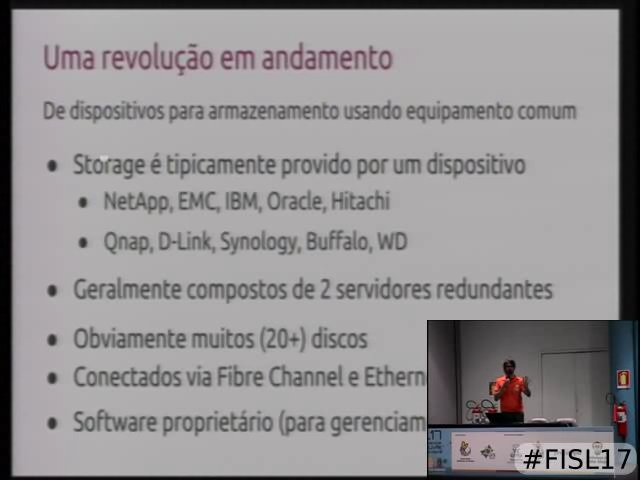 Uma revolução em andamento
De dispositivos para armazenamento usando equipamento comum
• Storage é tipicamente provido por um dispositivo
• NetApp, EMC, IBM, Oracle, Hitachi
• Qnap, D-Link, Synology, Buffalo, WD
• Geralmente compostos de 2 servidores redundantes
• Obviamente muitos (20+) discos
• Conectados via Fibre Channel e Ethern
• Software proprietário (para gerenciam
#FISL17